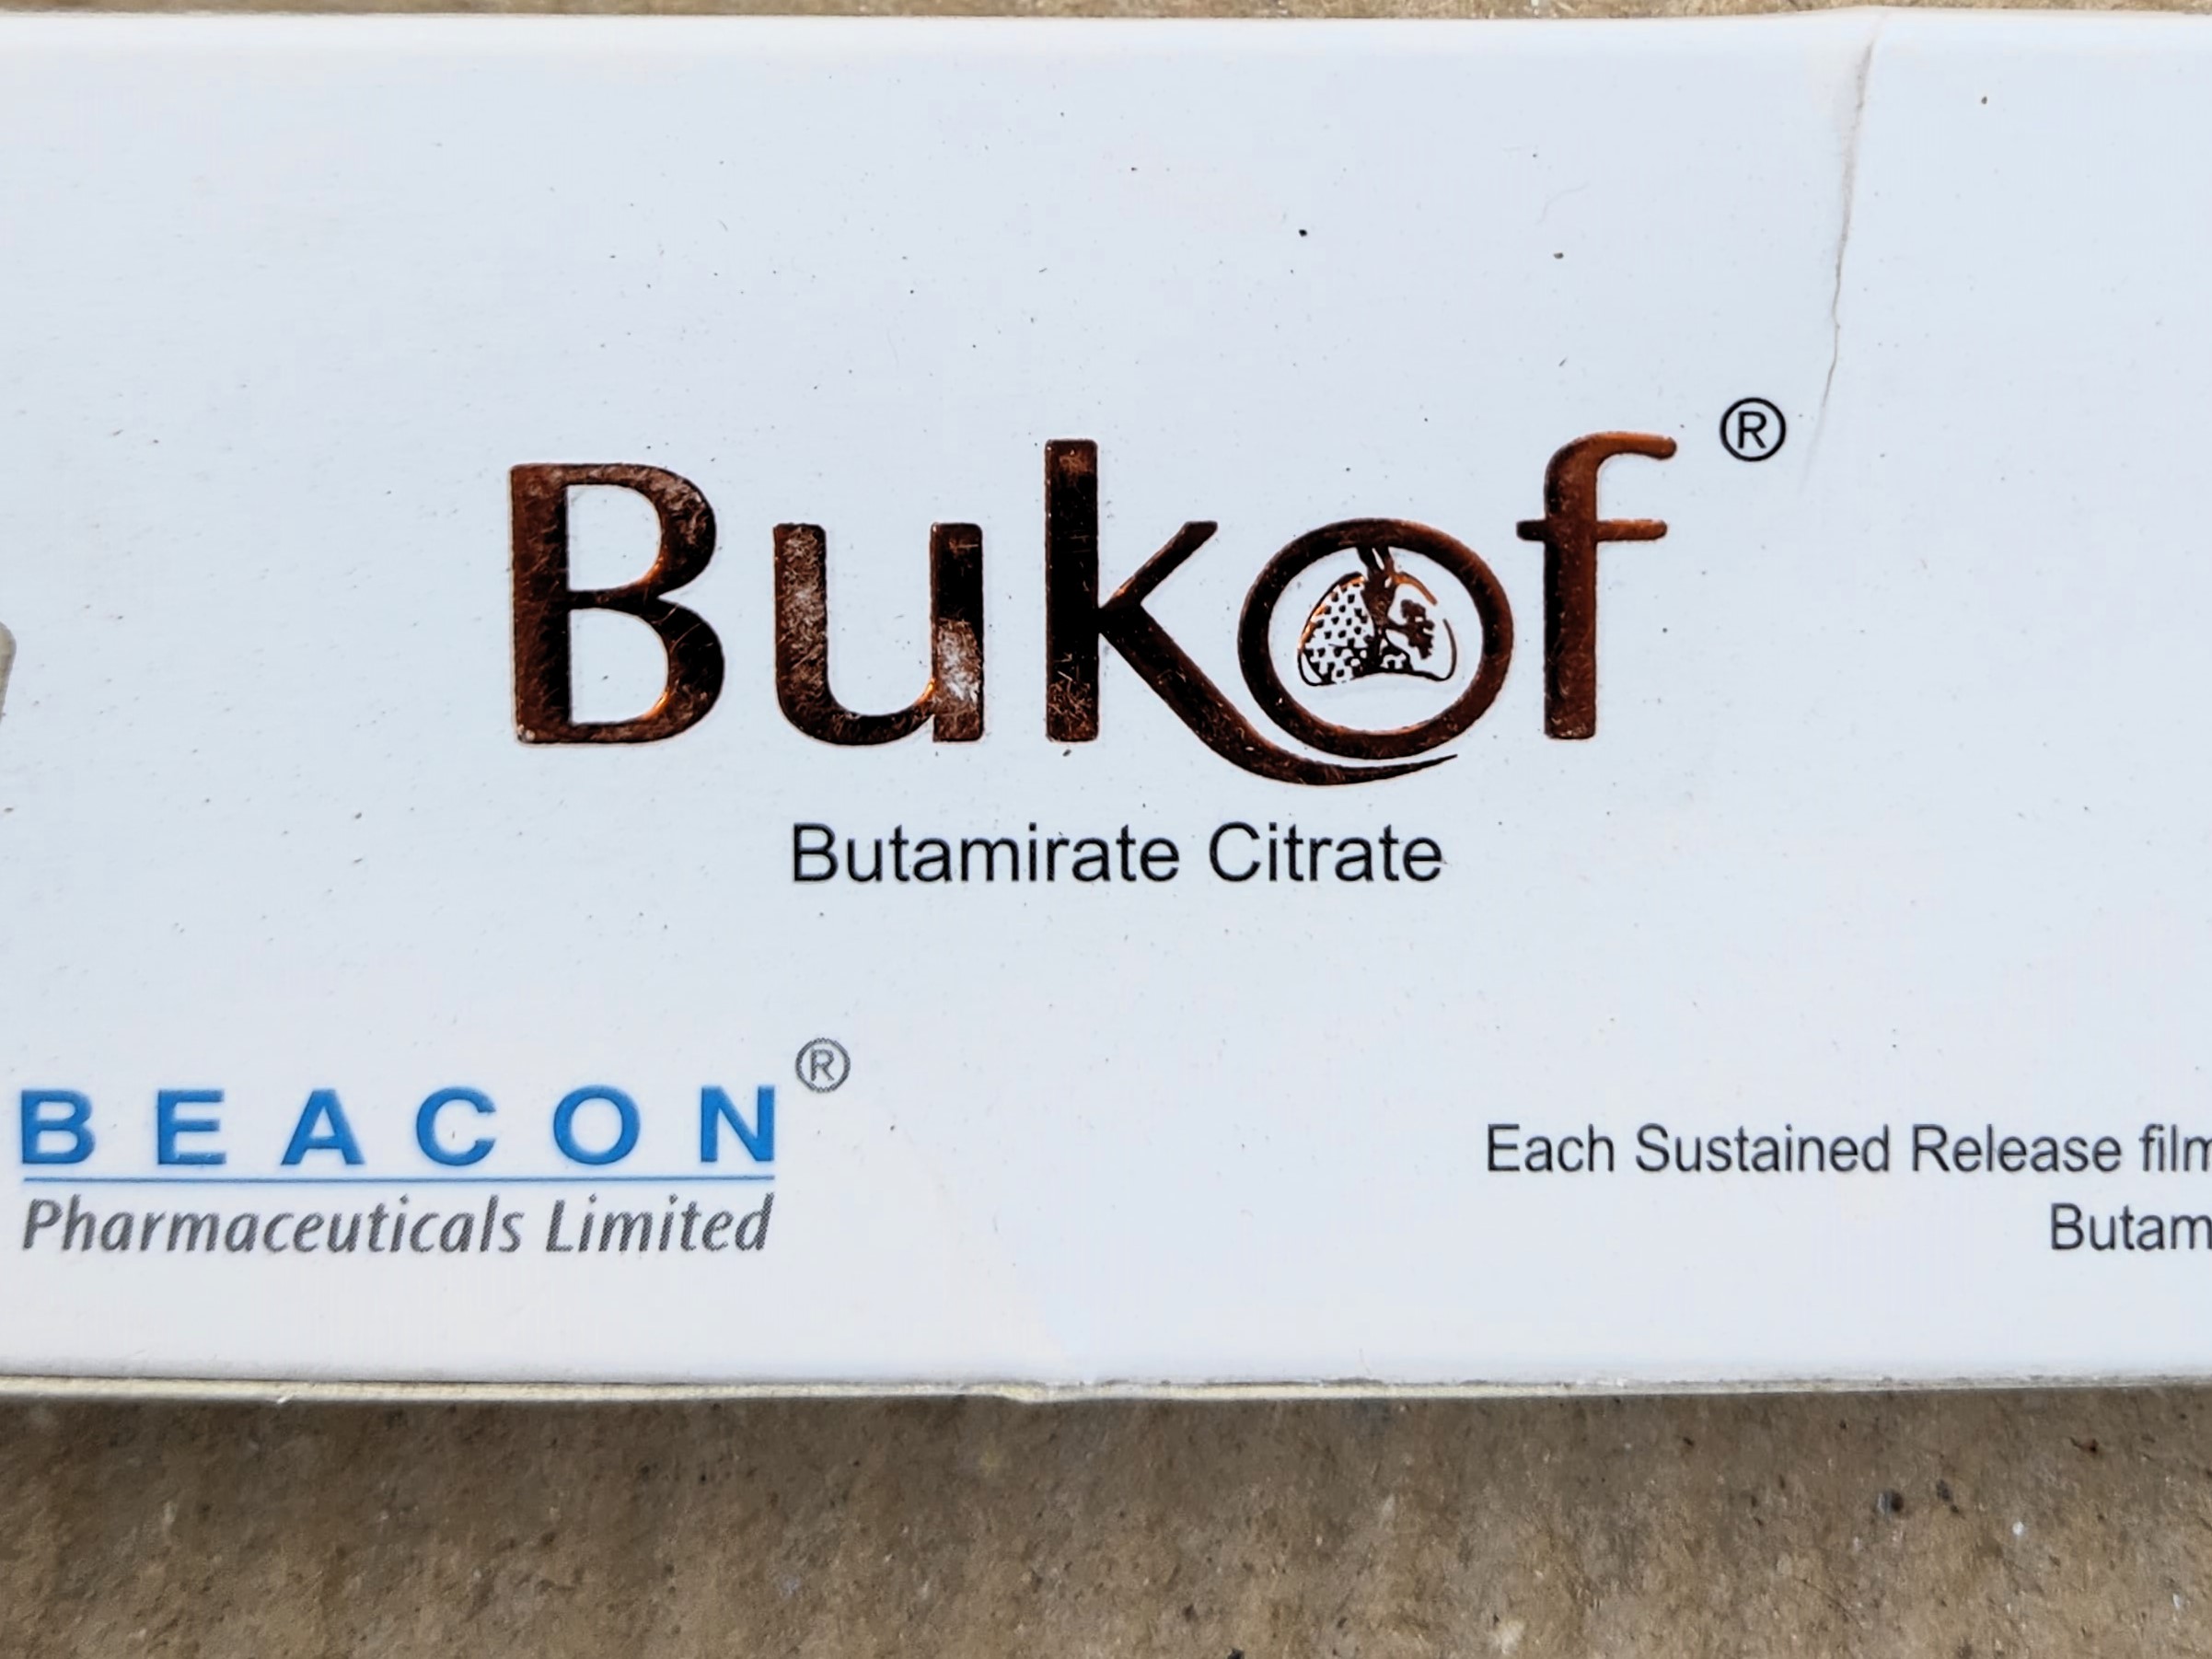 Bukof®
Butamirate Citrate
BEACON®
Pharmaceuticals Limited
Each Sustained Release film
Butam